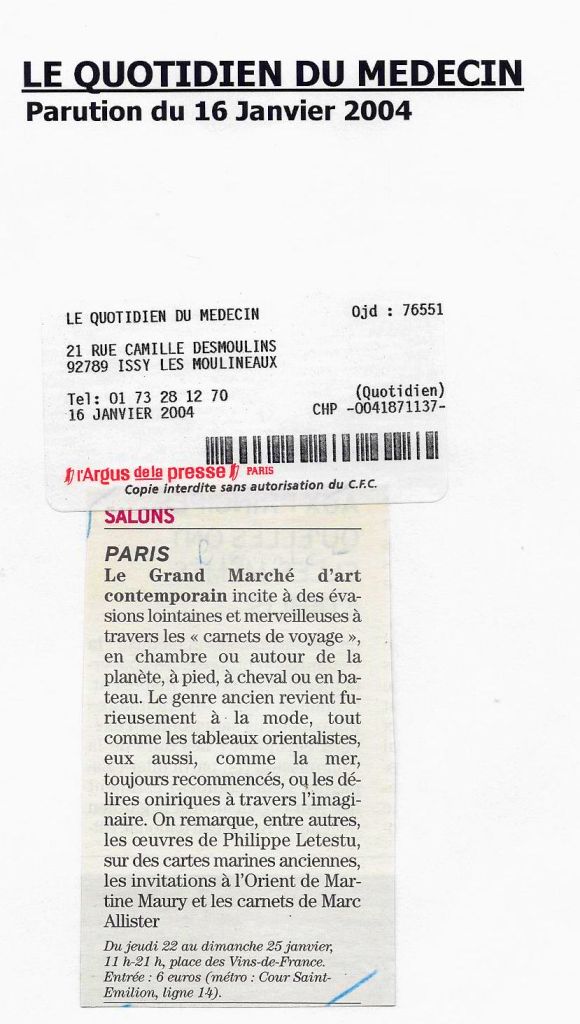 LE QUOTIDIEN DU MEDECIN
Parution du 16 Janvier 2004
LE QUOTIDIEN DU MEDECIN Ojd : 76551
21 RUE CAMILLE DESMOULINS
92789 ISSY LES MOULINEAUX
Tel: 01 73 28 12 70 (Quotidien)
16 JANVIER 2004 CHP -0041871137-
l'Argus de la presse PARIS
Copie interdite sans autorisation du C.F.C.
SALONS
PARIS
Le Grand Marché d'art
contemporain incite à des éva-
sions lointaines et merveilleuses à
travers les « carnets de voyage »,
en chambre ou autour de la
planète, à pied, à cheval ou en ba-
teau. Le genre ancien revient fu-
rieusement à la mode, tout
comme les tableaux orientalistes,
eux aussi, comme la mer,
toujours recommencés, ou les dé-
lires oniriques à travers l'imagi-
naire. On remarque, entre autres,
les œuvres de Philippe Letestu,
sur des cartes marines anciennes,
les invitations à l'Orient de Mar-
tine Maury et les carnets de Marc
Allister
Du jeudi 22 au dimanche 25 janvier,
11 h-21 h, place des Vins-de-France.
Entrée : 6 euros (métro : Cour Saint-
Emilion, ligne 14).